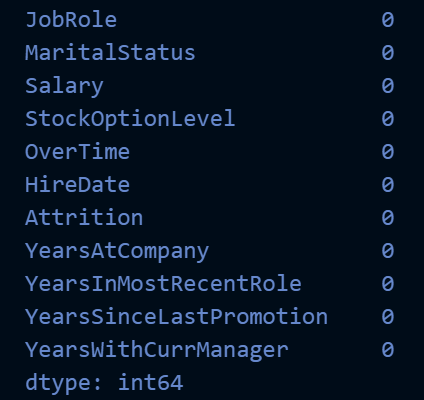 JobRole 0
MaritalStatus 0
Salary 0
StockOptionLevel 0
OverTime 0
HireDate 0
Attrition 0
YearsAtCompany 0
YearsInMostRecentRole 0
YearsSinceLastPromotion 0
YearsWithCurrManager 0
dtype: int64